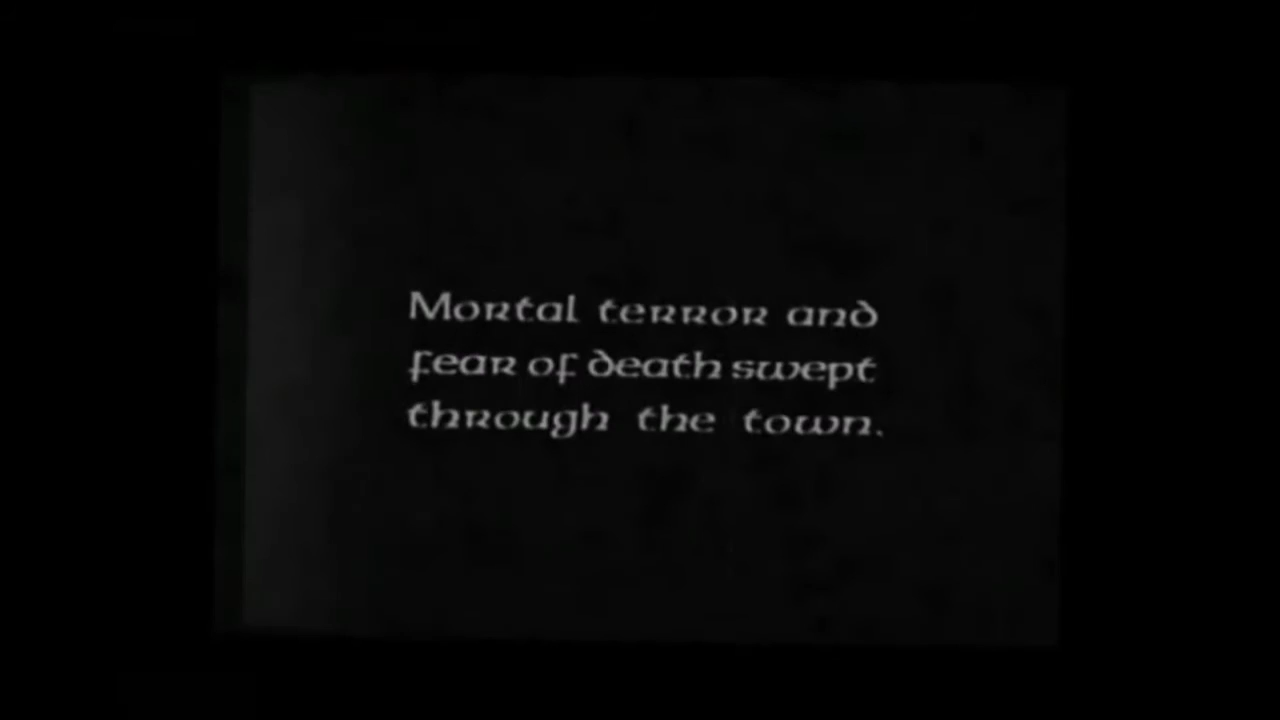 Mortal terror and
fear of death swept
through the town.